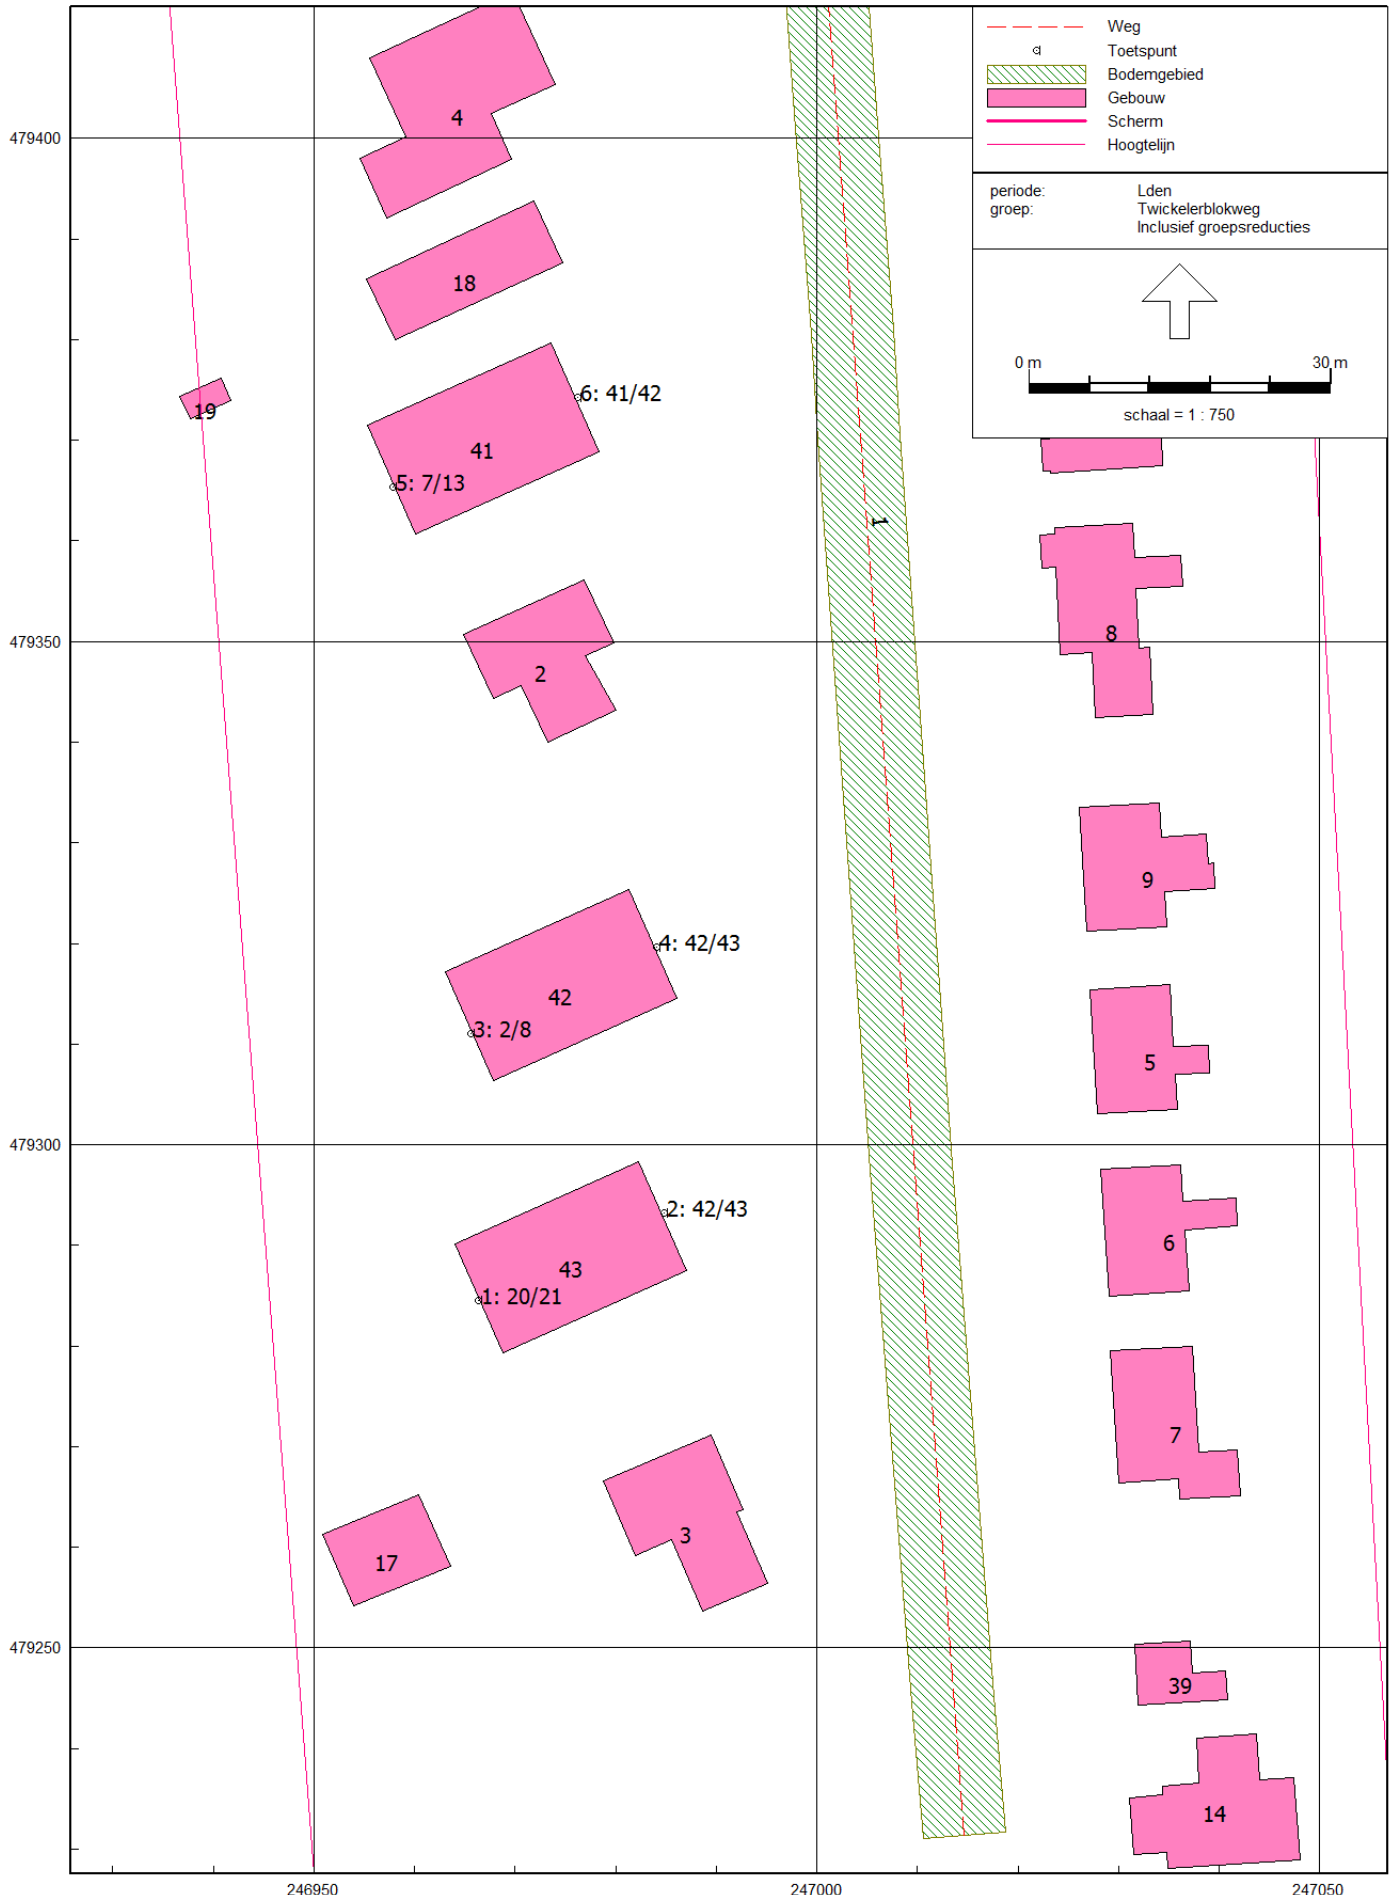 Weg
Toetspunt
Bodemgebied
Gebouw
Scherm
Hoogtelijn
periode: Lden
groep: Twickelerblokweg
Inclusief groepsreducties
0 m 30 m
schaal = 1 : 750
4
479400
18
19
6: 41/42
41
5: 7/13
1
8
479350
2
9
4: 42/43
42
3: 2/8
5
479300
2: 42/43
6
43
1: 20/21
7
3
17
479250
39
14
246950 247000 247050